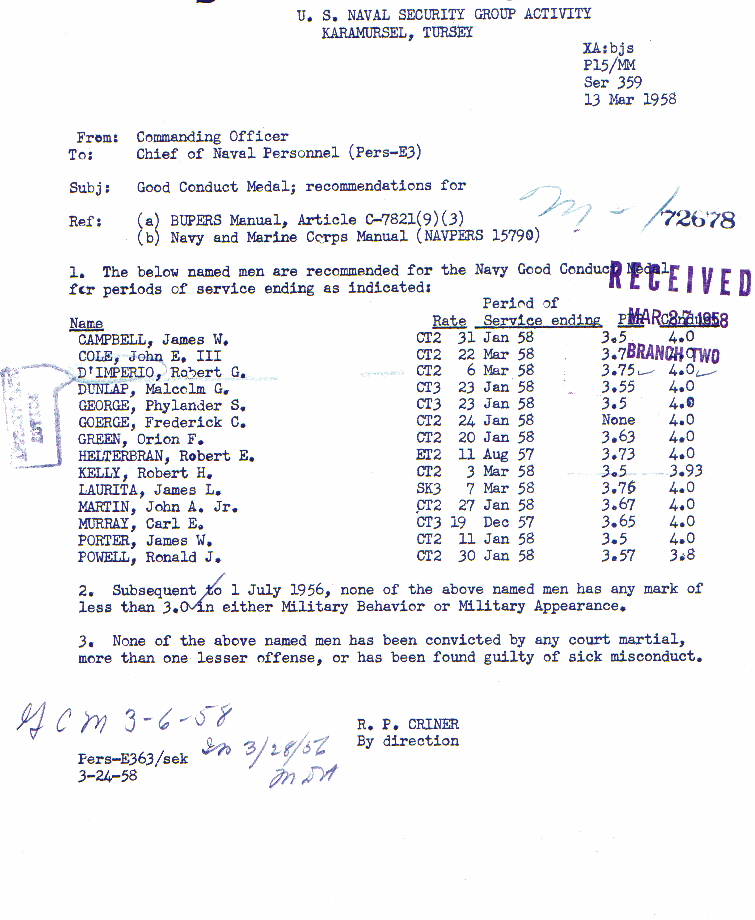 U. S. NAVAL SECURITY GROUP ACTIVITY
KARAMURSEL, TURSEY
XA:bjs
P15/MM
Ser 359
13 Mar 1958
From: Commanding Officer
To: Chief of Naval Personnel (Pers-E3)
Subj: Good Conduct Medal; recommendations for
72678
Ref: (a) BUPERS Manual, Article C-7821(9)(3)
(b) Navy and Marine Corps Manual (NAVPERS 15790)
1. The below named men are recommended for the Navy Good Conduct Medal
for periods of service ending as indicated:
RECEIVED
MAR 27 1958
BRANCH TWO
Period of
Name Rate Service ending
CAMPBELL, James W. CT2 31 Jan 58 3.5 4.0
COLE, John E. III CT2 22 Mar 58 3.7
D'IMPERIO, Robert G. CT2 6 Mar 58 3.75 4.0
DUNLAP, Malcolm G. CT3 23 Jan 58 3.55 4.0
GEORGE, Phylander S. CT3 23 Jan 58 3.5 4.0
GOERGE, Frederick C. CT2 24 Jan 58 None 4.0
GREEN, Orion F. CT2 20 Jan 58 3.63 4.0
HELTERBRAN, Robert E. ET2 11 Aug 57 3.73 4.0
KELLY, Robert H. CT2 3 Mar 58 3.5 3.93
LAURITA, James L. SK3 7 Mar 58 3.76 4.0
MARTIN, John A. Jr. CT2 27 Jan 58 3.67 4.0
MURRAY, Carl E. CT3 19 Dec 57 3.65 4.0
PORTER, James W. CT2 11 Jan 58 3.5 4.0
POWELL, Ronald J. CT2 30 Jan 58 3.57 3.8
2. Subsequent to 1 July 1956, none of the above named men has any mark of
less than 3.0 in either Military Behavior or Military Appearance.
3. None of the above named men has been convicted by any court martial,
more than one lesser offense, or has been found guilty of sick misconduct.
GCM 3-6-58
R. P. CRINER
By direction
3/28/56
Pers-E363/sek
3-24-58